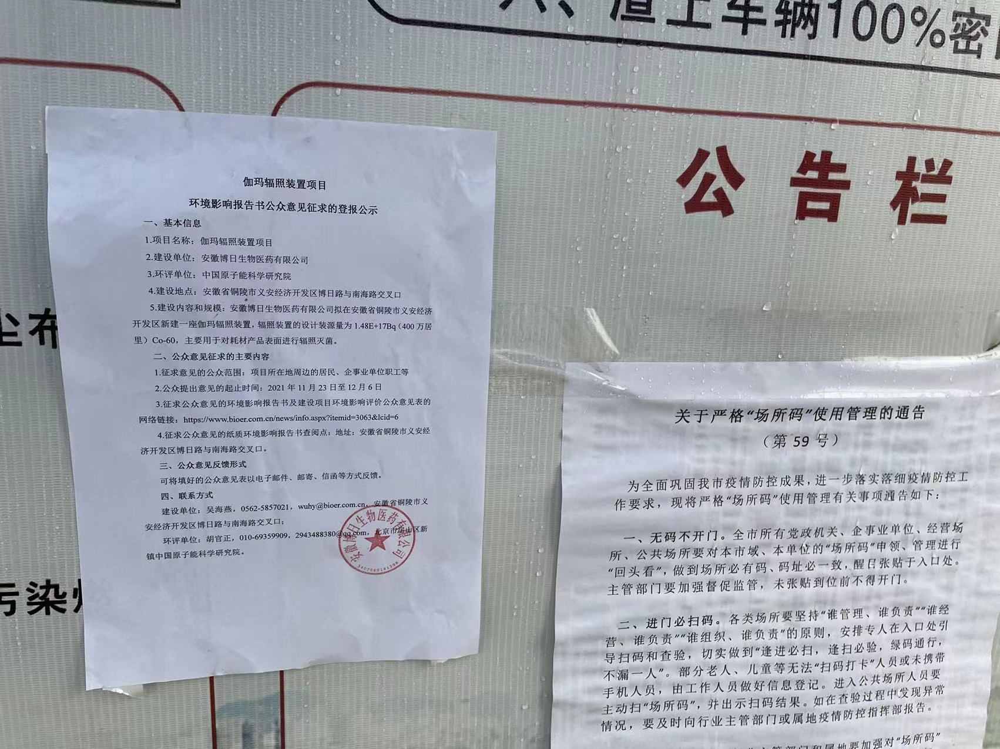 六、渣土车辆100%密
公告栏
尘布
污染
伽玛辐照装置项目
环境影响报告书公众意见征求的登报公示
一、基本信息
1.项目名称：伽玛辐照装置项目
2.建设单位：安徽博日生物医药有限公司
3.环评单位：中国原子能科学研究院
4.建设地点：安徽省铜陵市义安经济开发区博日路与南海路交叉口
5.建设内容和规模：安徽博日生物医药有限公司拟在安徽省铜陵市义安经济
开发区新建一座伽玛辐照装置，辐照装置的设计装源量为 1.48E+17Bq（400 万居
里）Co-60，主要用于对耗材产品表面进行辐照灭菌。
二、公众意见征求的主要内容
1.征求意见的公众范围：项目所在地周边的居民、企事业单位职工等
2.公众提出意见的起止时间：2021 年 11 月 23 日至 12 月 6 日
3.征求公众意见的环境影响报告书及建设项目环境影响评价公众意见表的
网络链接：https://www.bioer.com.cn/news/info.aspx?itemid=3063&lcid=6
4.征求公众意见的纸质环境影响报告书查阅点：地址：安徽省铜陵市义安经
济开发区博日路与南海路交叉口。
三、公众意见反馈形式
可将填好的公众意见表以电子邮件、邮寄、信函等方式反馈。
四、联系方式
建设单位：吴海燕，0562-5857021，wuhy@bioer.com.cn，安徽省铜陵市义
安经济开发区博日路与南海路交叉口；
环评单位：胡官正，010-69359909，2943488380@qq.com，北京市房山区新
镇中国原子能科学研究院。
安徽博日生物医药有限公司
3407060141398
关于严格“场所码”使用管理的通告
（第 59 号）
为全面巩固我市疫情防控成果，进一步落实落细疫情防控工
作要求，现将严格“场所码”使用管理有关事项通告如下：
一、无码不开门。全市所有党政机关、企事业单位、经营场
所、公共场所要对本市域、本单位的“场所码”申领、管理进行
“回头看”，做到场所必有码、码址必一致，醒目张贴于入口处。
主管部门要加强督促监管，未张贴到位前不得开门。
二、进门必扫码。各类场所要坚持“谁管理、谁负责”“谁经
营、谁负责”“谁组织、谁负责”的原则，安排专人在入口处引
导扫码和查验，切实做到“逢进必扫，逢扫必验，绿码通行，
不漏一人”。部分老人、儿童等无法“扫码打卡”人员或未携带
手机人员，由工作人员做好信息登记。进入公共场所人员要
主动扫“场所码”，并出示扫码结果。如在查验过程中发现异常
情况，要及时向行业主管部门或属地疫情防控指挥部报告。
主管部门和属地要加强对“场所码”